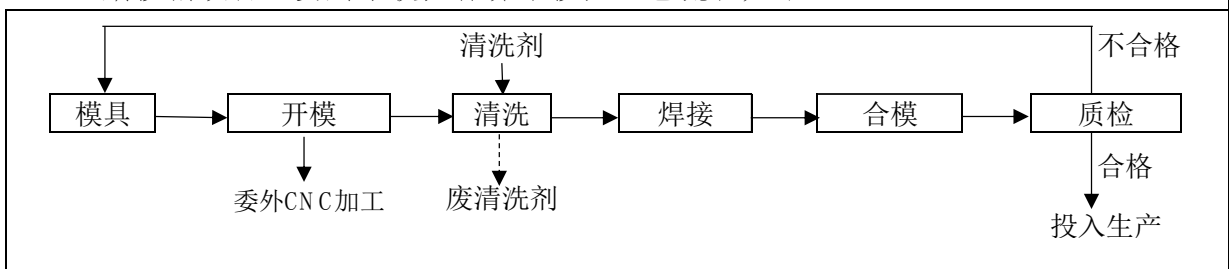 清洗剂
不合格
模具
开模
清洗
焊接
合模
质检
合格
委外CNC加工
废清洗剂
投入生产